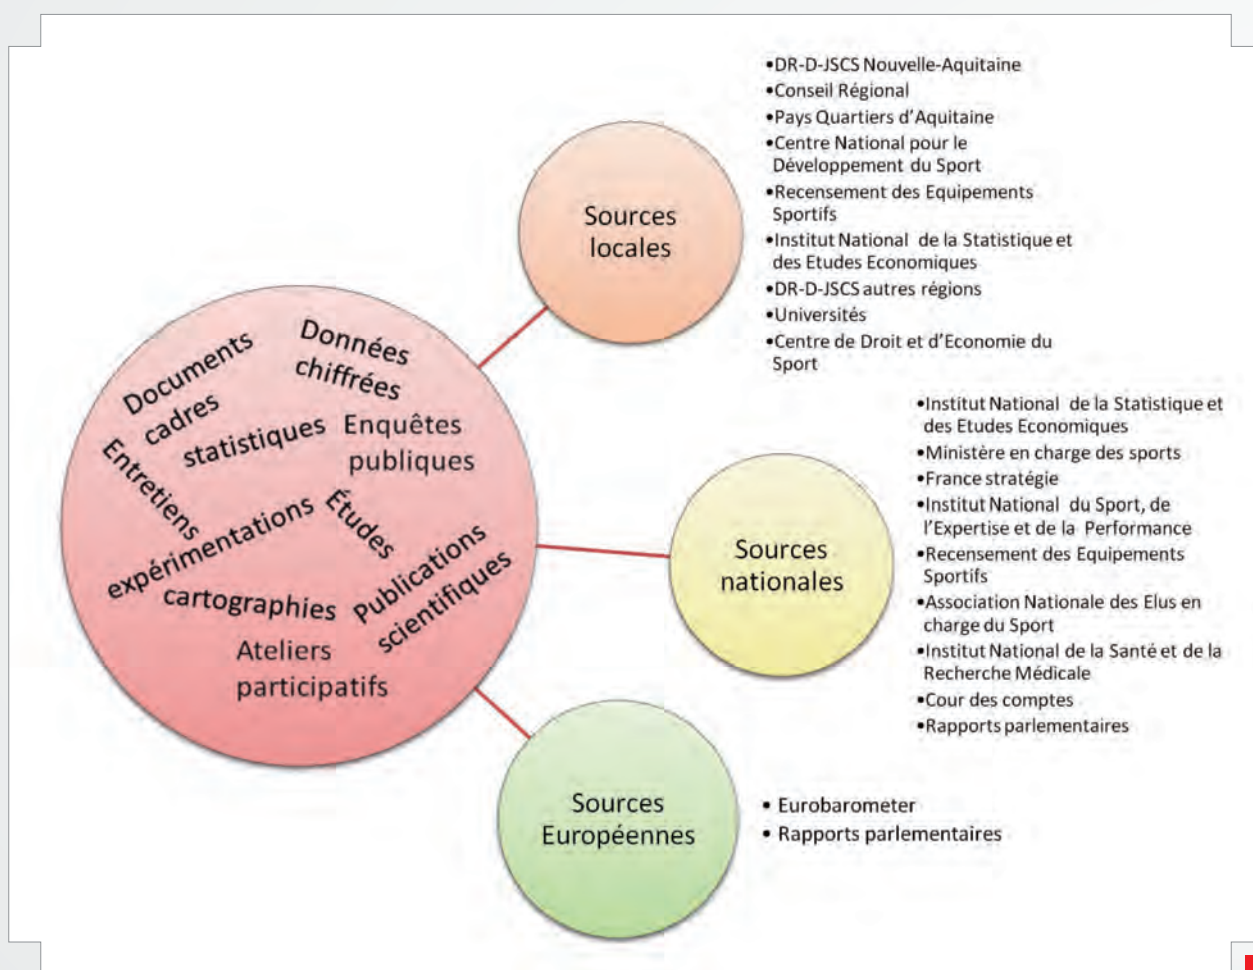 Documents
cadres
Données
chiffrées
statistiques
Enquêtes
publiques
Entretiens
expérimentations
Études
cartographies
Publications
scientifiques
Ateliers
participatifs
Sources
locales
•DR-D-JSCS Nouvelle-Aquitaine
•Conseil Régional
•Pays Quartiers d'Aquitaine
•Centre National pour le
Développement du Sport
•Recensement des Equipements
Sportifs
•Institut National de la Statistique et
des Etudes Economiques
•DR-D-JSCS autres régions
•Universités
•Centre de Droit et d'Economie du
Sport
Sources
nationales
•Institut National de la Statistique et
des Etudes Economiques
•Ministère en charge des sports
•France stratégie
•Institut National du Sport, de
l'Expertise et de la Performance
•Recensement des Equipements
Sportifs
•Association Nationale des Elus en
charge du Sport
•Institut National de la Santé et de la
Recherche Médicale
•Cour des comptes
•Rapports parlementaires
Sources
Européennes
• Eurobarometer
• Rapports parlementaires